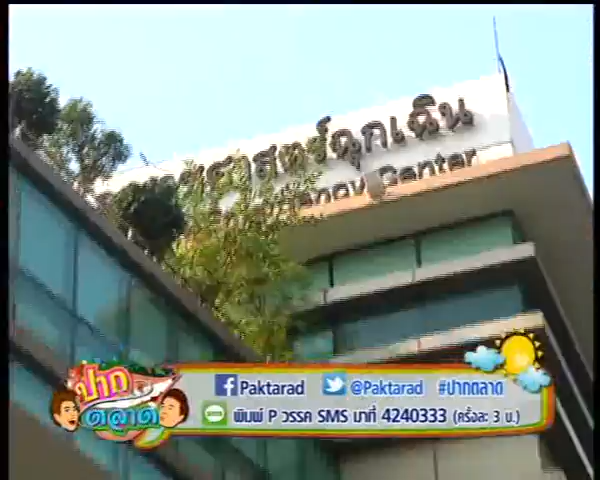 ศาสตร์ฉุกเฉิน
Center
ปาก
ตลาด
Paktarad @Paktarad #ปากตลาด
พิมพ์ P วรรค SMS มาที่ 4240333 (ครั้งละ 3 บ.)